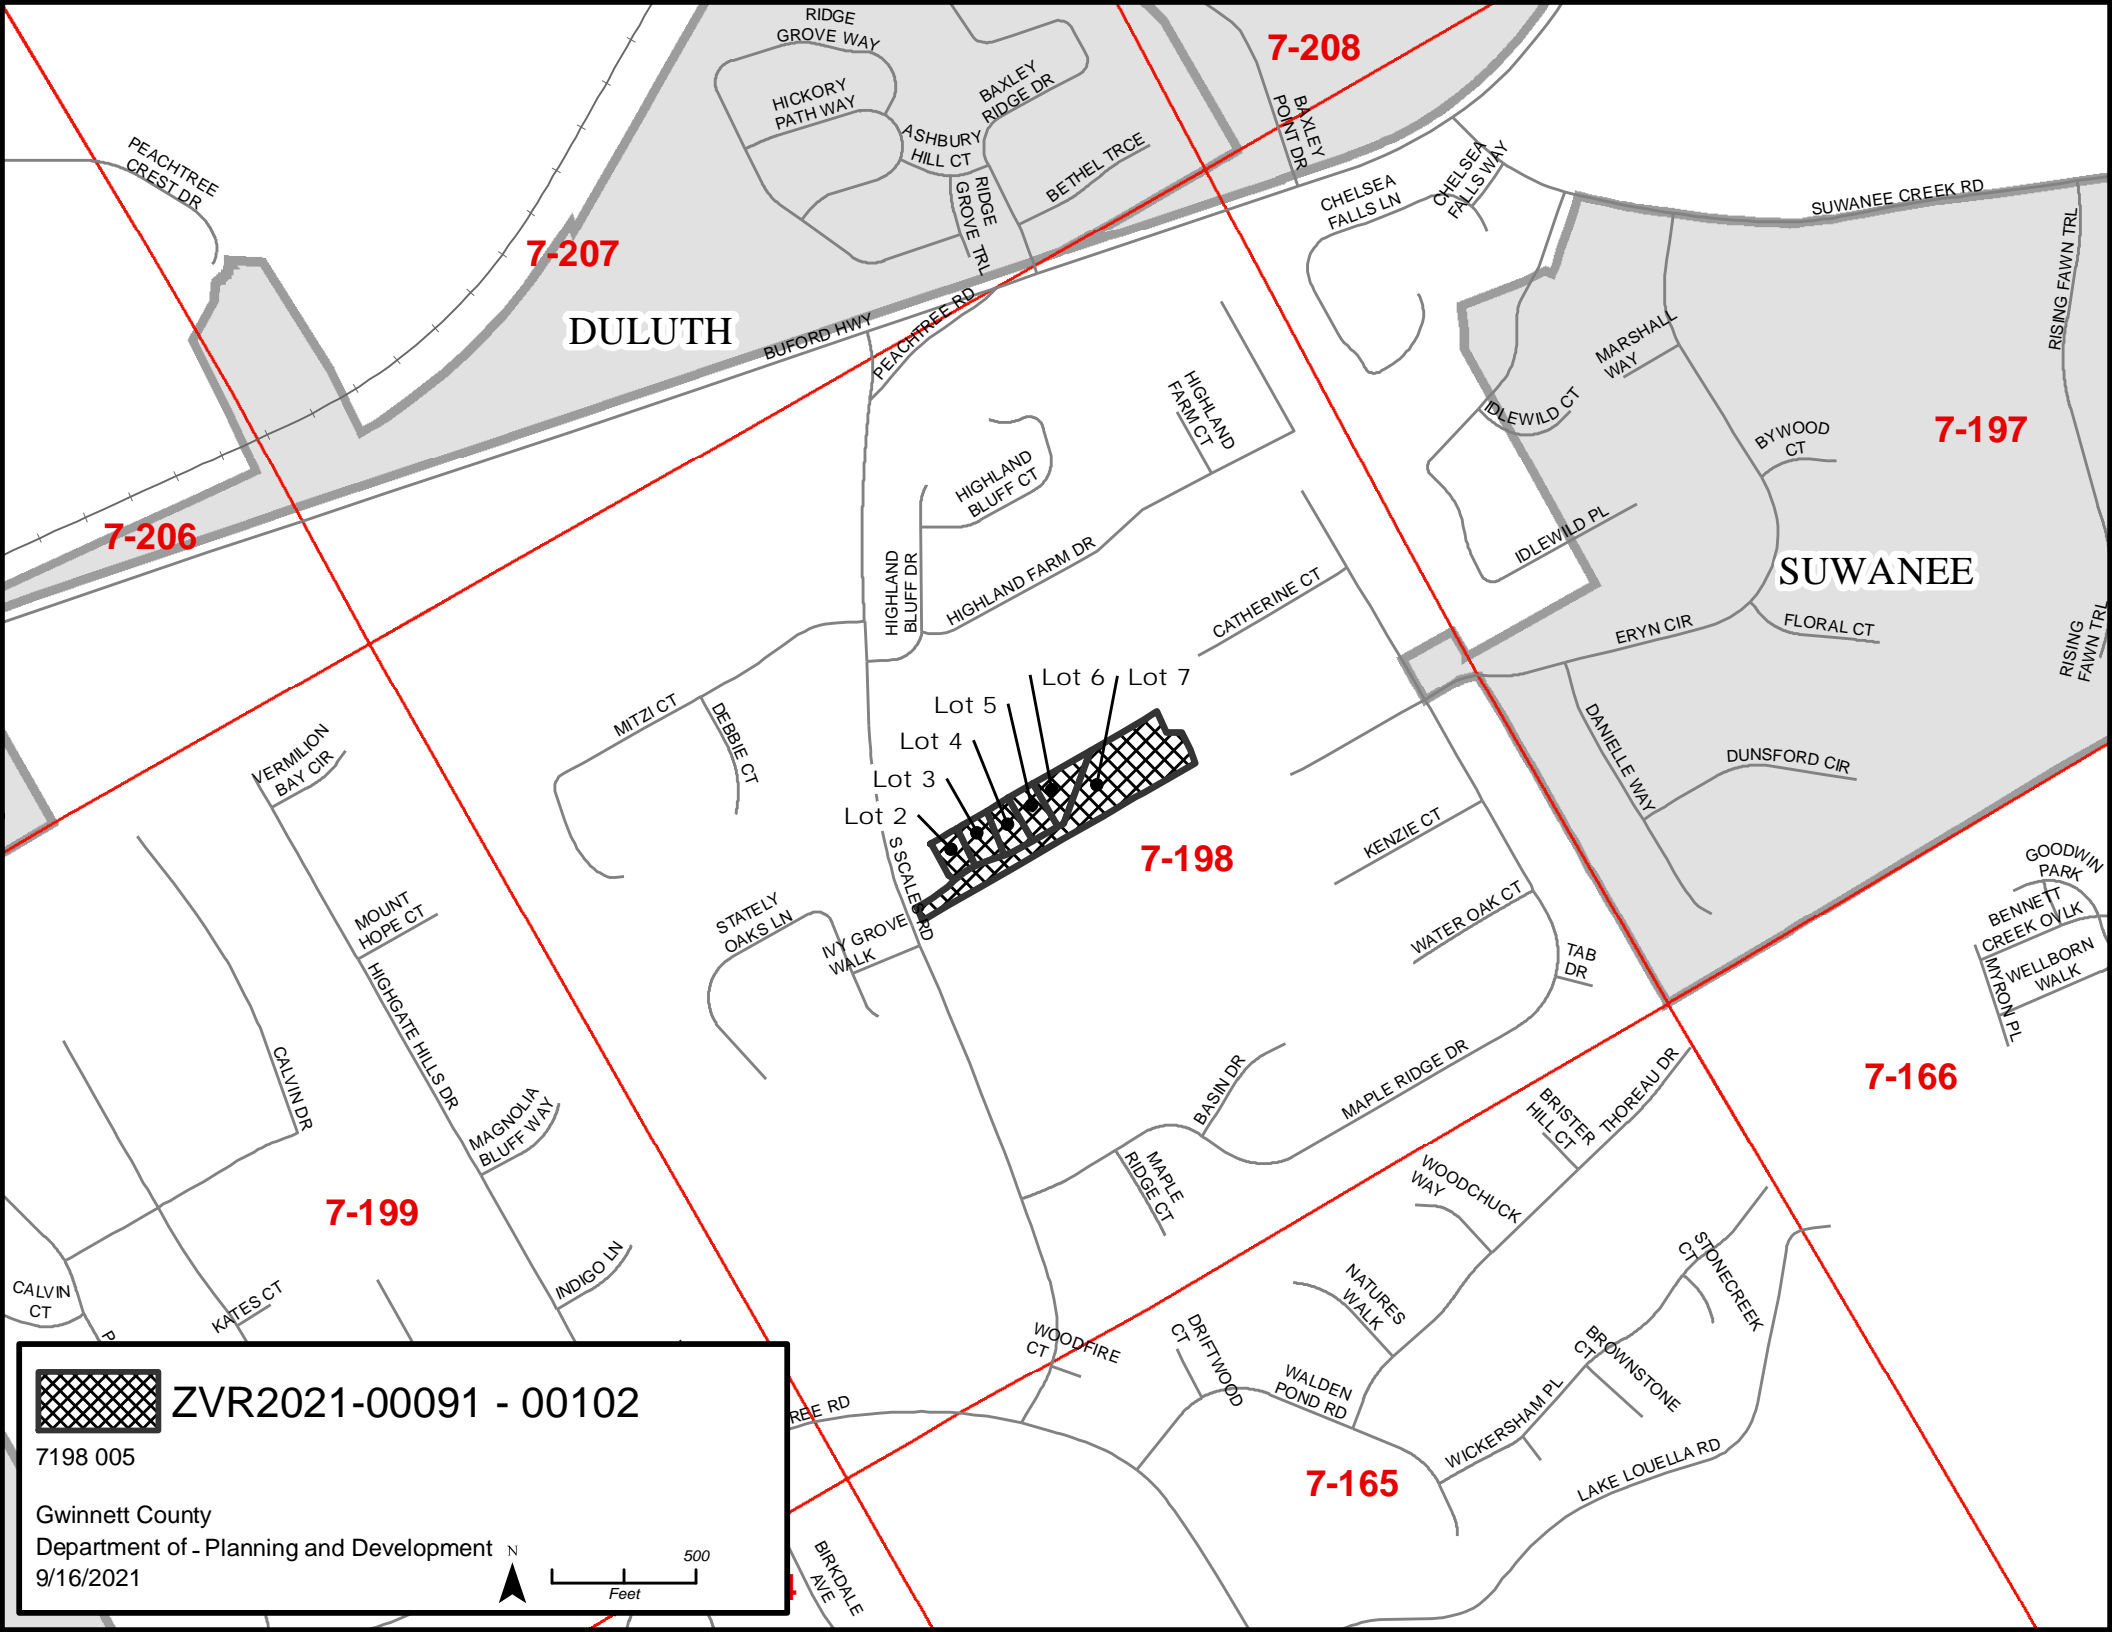 RIDGE
GROVE WAY
7-208
HICKORY
PATH WAY
BAXLEY
RIDGE DR
ASHBURY
HILL CT
BAXLEY
POINT DR
BETHEL TRCE
RIDGE
GROVE TRL
PEACHTREE
CREST DR
CHELSEA
FALLS WAY
CHELSEA
FALLS LN
SUWANEE CREEK RD
RISING FAWN TRL
7-207
DULUTH
BUFORD HWY
PEACHTREE RD
MARSHALL
WAY
HIGHLAND
FARM CT
IDLEWILD CT
BYWOOD
CT
7-197
HIGHLAND
BLUFF CT
7-206
IDLEWILD PL
SUWANEE
HIGHLAND
BLUFF DR
HIGHLAND FARM DR
CATHERINE CT
ERYN CIR
FLORAL CT
RISING
FAWN TRL
Lot 6
Lot 7
Lot 5
Lot 4
Lot 3
Lot 2
MITZI CT
DEBBIE CT
VERMILION
BAY CIR
DANIELLE WAY
DUNSFORD CIR
S SCALES RD
7-198
KENZIE CT
GOODWIN
PARK
BENNETT
CREEK OVLK
WELLBORN
WALK
MYRON PL
MOUNT
HOPE CT
STATELY
OAKS LN
IVY GROVE
WALK
WATER OAK CT
TAB
DR
HIGHGATE HILLS DR
CALVIN DR
MAGNOLIA
BLUFF WAY
BASIN DR
MAPLE RIDGE DR
7-166
BRISTER
HILL CT
THOREAU DR
MAPLE
RIDGE CT
WOODCHUCK
WAY
7-199
INDIGO LN
STONECREEK
CT
CALVIN
CT
KATES CT
P
NATURES
WALK
WOODFIRE
CT
DRIFTWOOD
CT
BROWNSTONE
CT
WALDEN
POND RD
WICKERSHAM PL
REE RD
7-165
LAKE LOUELLA RD
BIRKDALE
AVE
4
ZVR2021-00091 - 00102
7198 005
Gwinnett County
Department of - Planning and Development
9/16/2021
N
500
Feet